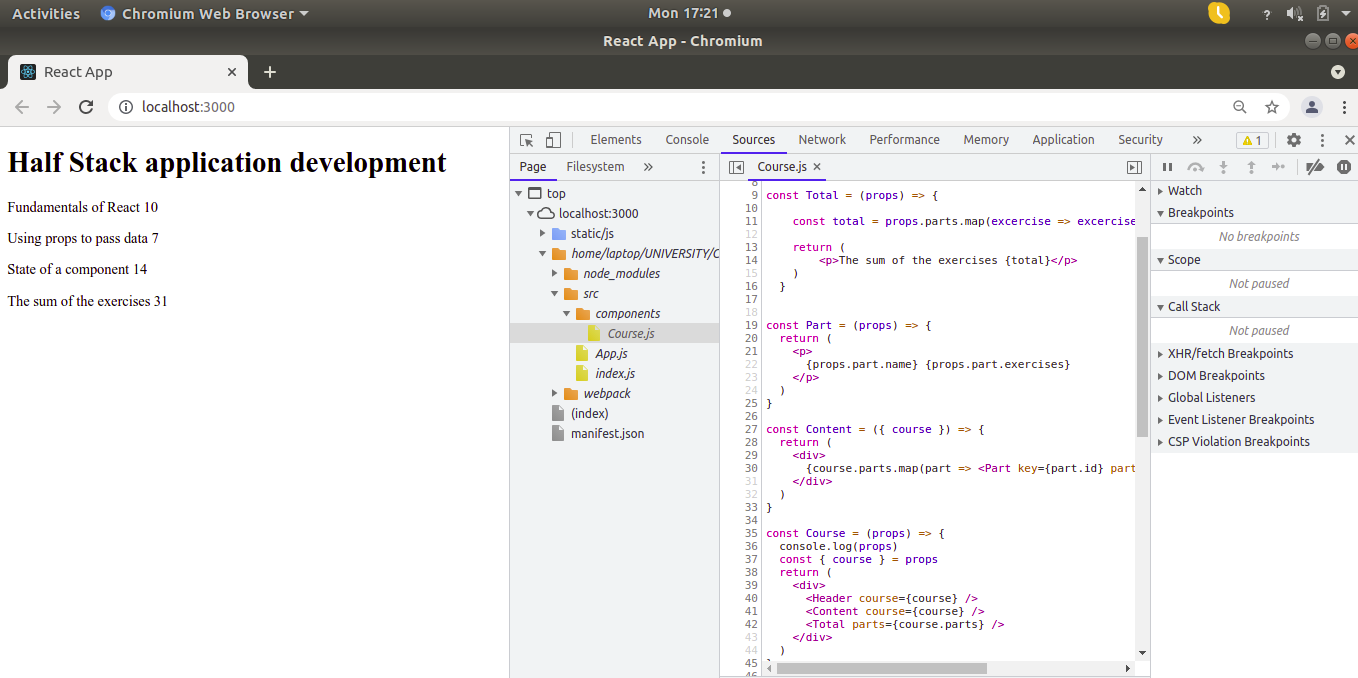 Activities Chromium Web Browser Mon 17:21 ?
React App - Chromium
React App
localhost:3000
Half Stack application development
Fundamentals of React 10
Using props to pass data 7
State of a component 14
The sum of the exercises 31
Elements Console Sources Network Performance Memory Application Security » 1
Page Filesystem »
top
localhost:3000
static/js
home/laptop/UNIVERSITY/C
node_modules
src
components
Course.js
App.js
index.js
webpack
(index)
manifest.json
Course.js
8
9 const Total = (props) => {
10
11 const total = props.parts.map(excercise => excercise
12
13 return (
14 <p>The sum of the exercises {total}</p>
15 )
16 }
17
18
19 const Part = (props) => {
20 return (
21 <p>
22 {props.part.name} {props.part.exercises}
23 </p>
24 )
25 }
26
27 const Content = ({ course }) => {
28 return (
29 <div>
30 {course.parts.map(part => <Part key={part.id} part
31 </div>
32 )
33 }
34
35 const Course = (props) => {
36 console.log(props)
37 const { course } = props
38 return (
39 <div>
40 <Header course={course} />
41 <Content course={course} />
42 <Total parts={course.parts} />
43 </div>
44 )
45 }
46
Watch
Breakpoints
No breakpoints
Scope
Not paused
Call Stack
Not paused
XHR/fetch Breakpoints
DOM Breakpoints
Global Listeners
Event Listener Breakpoints
CSP Violation Breakpoints